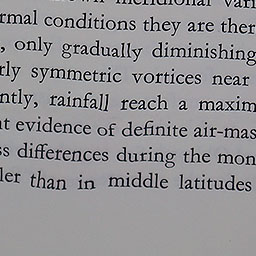 meridional vari
rmal conditions they are ther
, only gradually diminishing
rly symmetric vortices near
ntly, rainfall reach a maxim
t evidence of definite air-mas
ss differences during the mon
ler than in middle latitudes